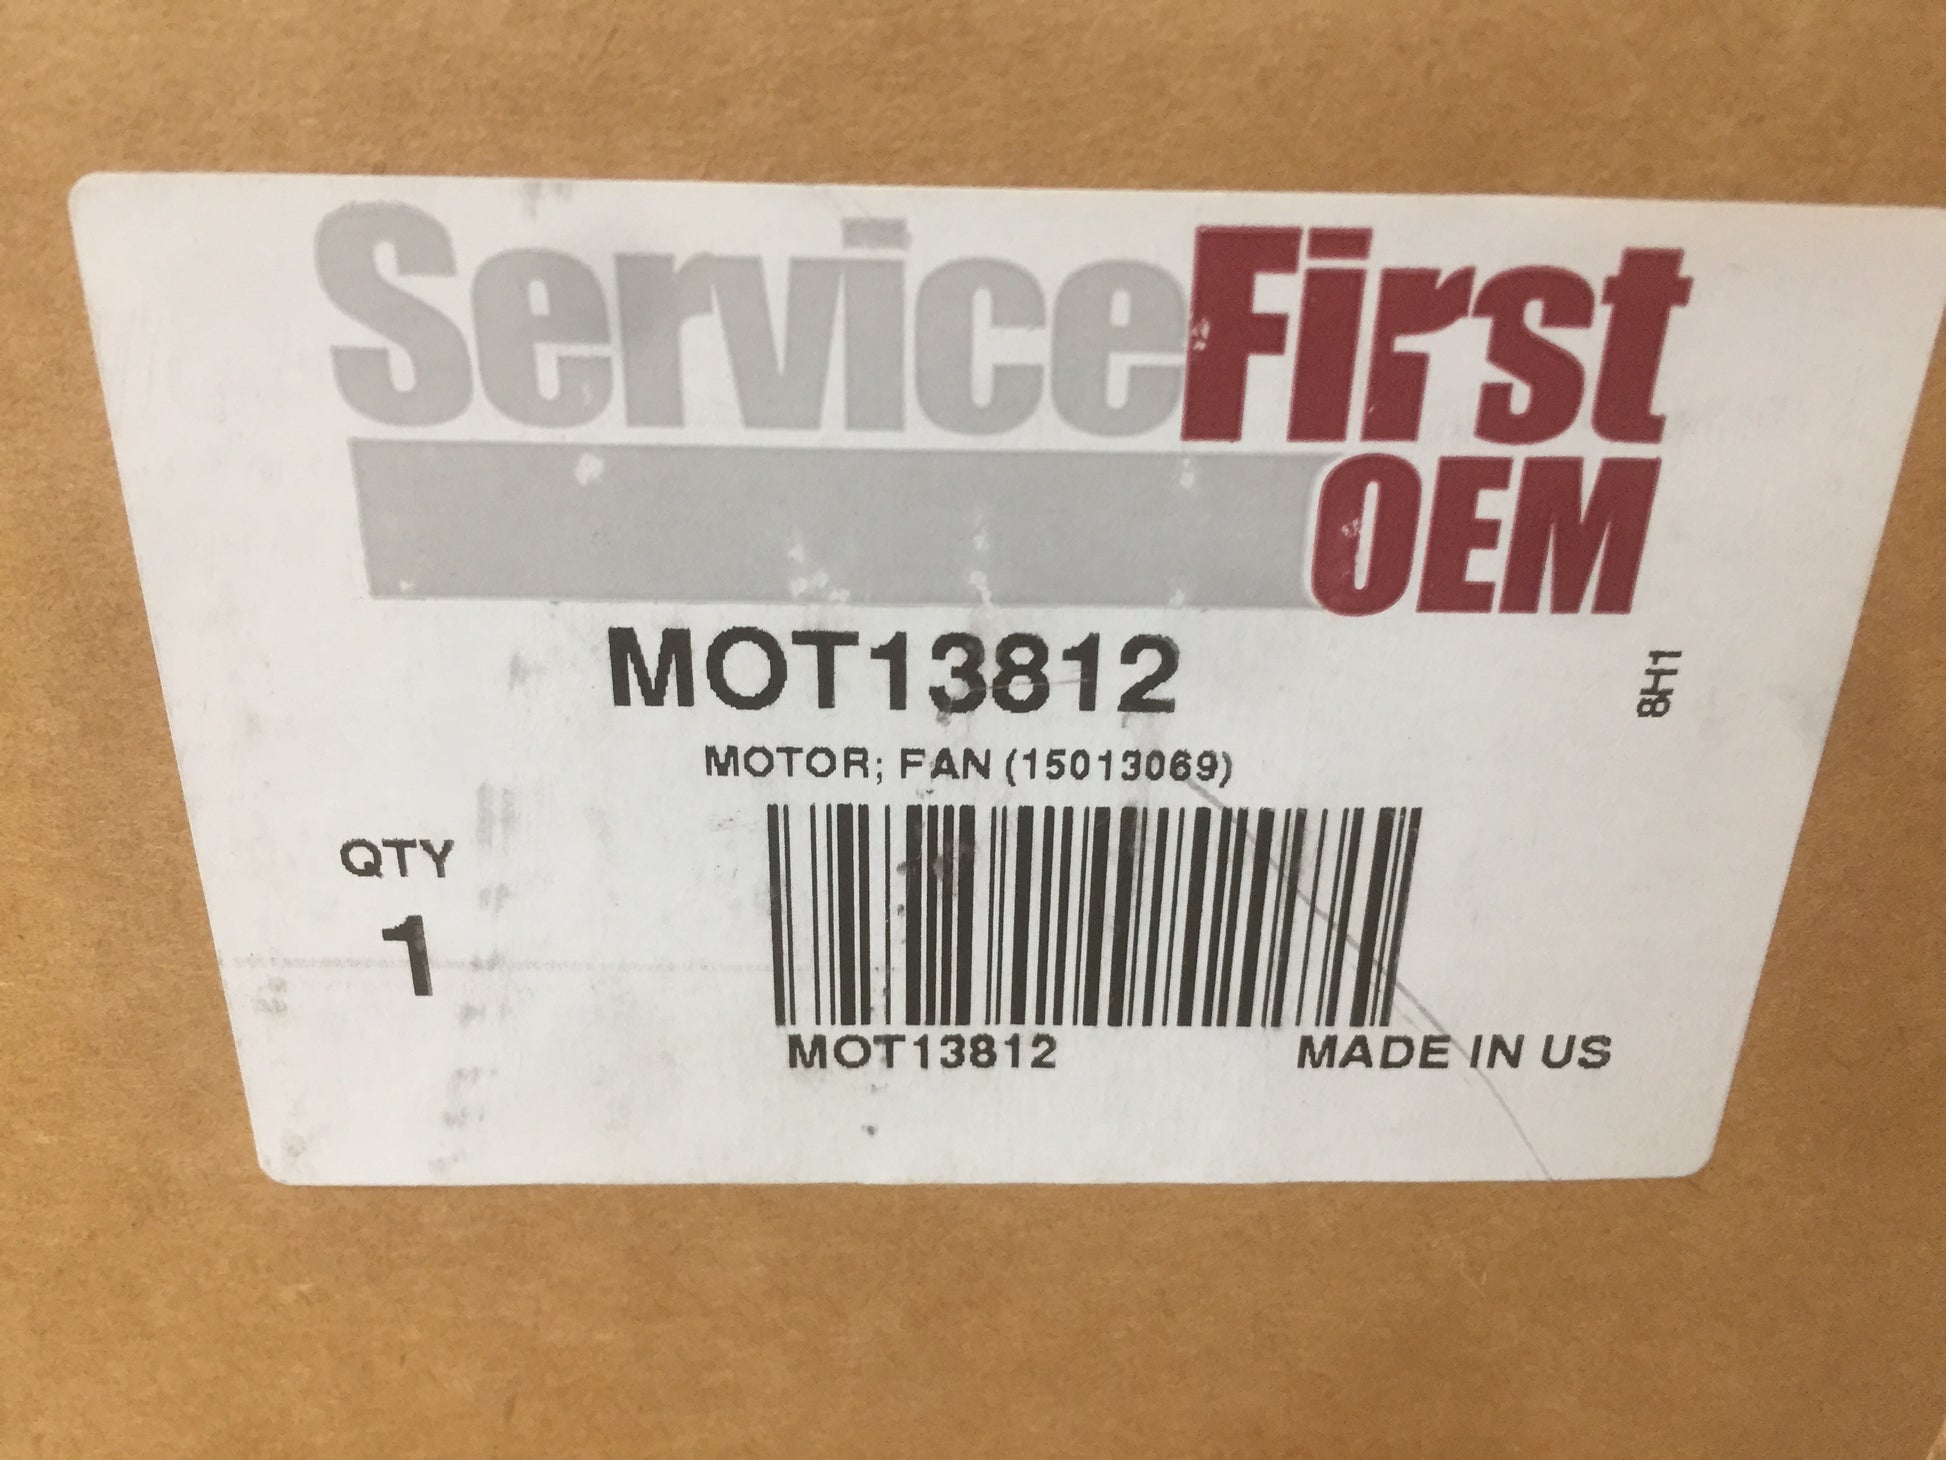 ServiceFirst
OEM
MOT13812
8H1
MOTOR; FAN (15013069)
QTY
1
MOT13812
MADE IN US